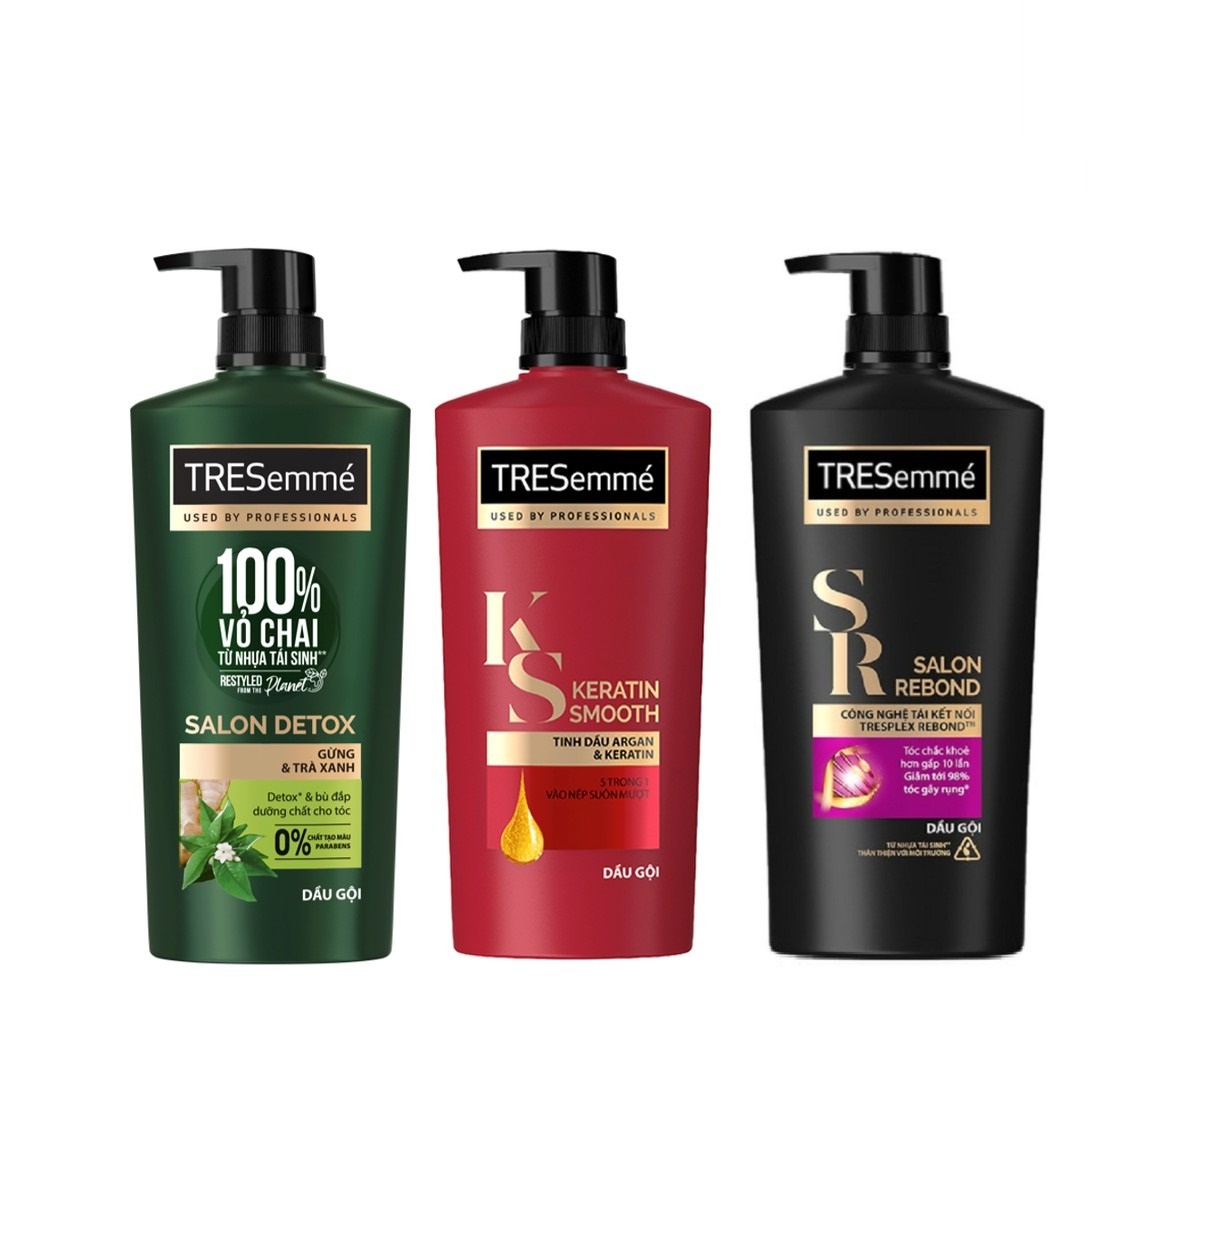 TRESemmé
USED BY PROFESSIONALS
100%
VỎ CHAI
TỪ NHỰA TÁI SINH**
RESTYLED
FROM THE Planet
SALON DETOX
GỪNG
& TRÀ XANH
Detox* & bù đắp
dưỡng chất cho tóc
0% CHẤT TẠO MÀU
PARABENS
DẦU GỘI
TRESemmé
USED BY PROFESSIONALS
KS
KERATIN
SMOOTH
TINH DẦU ARGAN
& KERATIN
5 TRONG 1
VÀO NẾP SUÔN MƯỢT
DẦU GỘI
TRESemmé
USED BY PROFESSIONALS
SR
SALON
REBOND
CÔNG NGHỆ TÁI KẾT NỐI
TRESPLEX REBOND™
Tóc chắc khoẻ
hơn gấp 10 lần
Giảm tới 98%
tóc gãy rụng*
DẦU GỘI
TỪ NHỰA TÁI SINH**
THÂN THIỆN VỚI MÔI TRƯỜNG